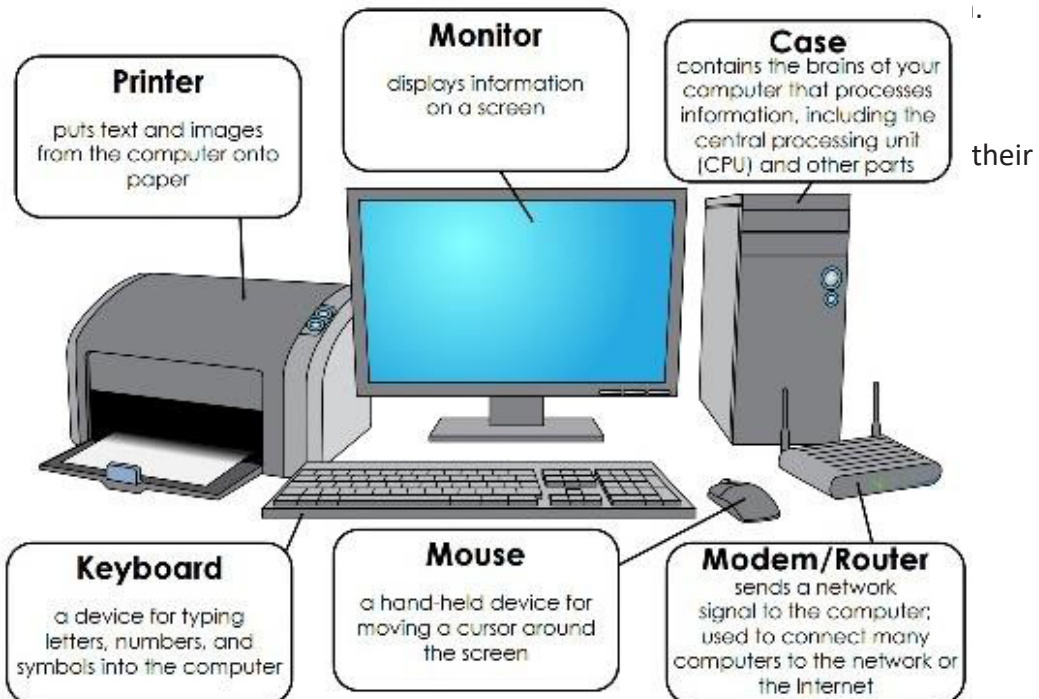 Printer
puts text and images
from the computer onto
paper
Monitor
displays information
on a screen
Case
contains the brains of your
computer that processes
information, including the
central processing unit
(CPU) and other parts
their
Keyboard
a device for typing
letters, numbers, and
symbols into the computer
Mouse
a hand-held device for
moving a cursor around
the screen
Modem/Router
sends a network
signal to the computer;
used to connect many
computers to the network or
the Internet